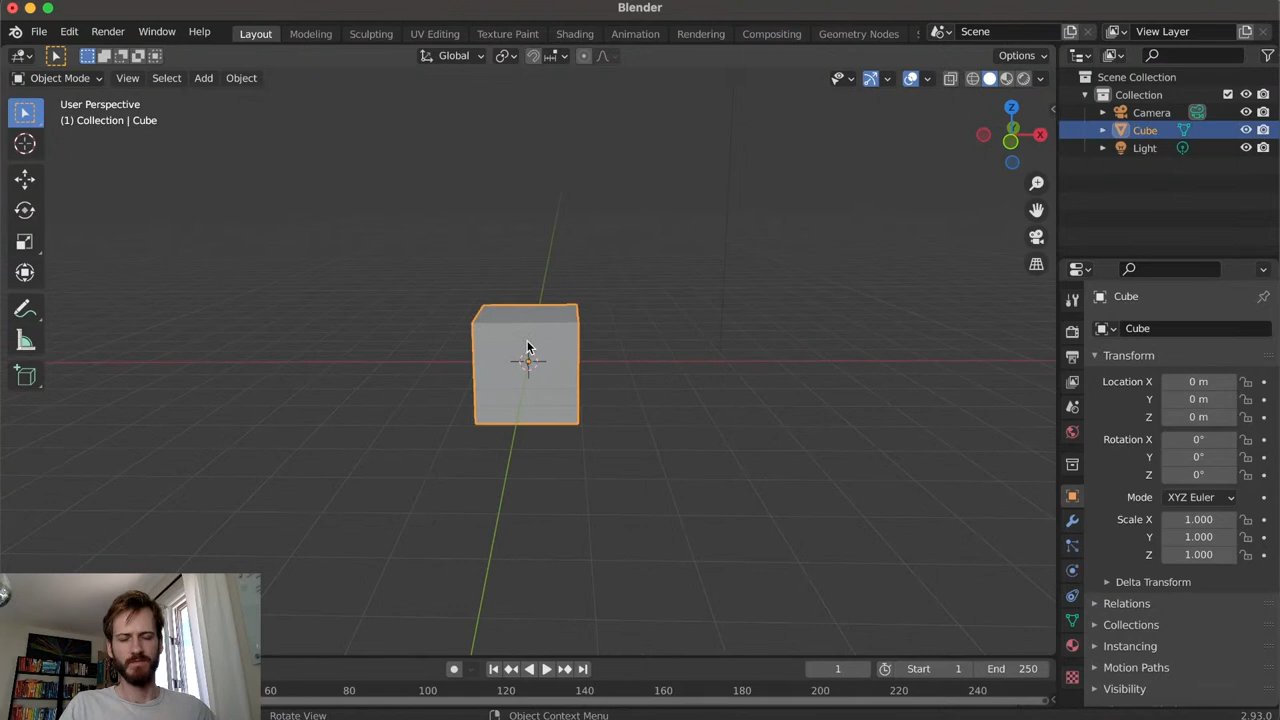 Blender
File Edit Render Window Help Layout Modeling Sculpting UV Editing Texture Paint Shading Animation Rendering Compositing Geometry Nodes Scene View Layer
Global Options
Object Mode View Select Add Object
User Perspective
(1) Collection | Cube
Z
Y
X
Scene Collection
Collection
Camera
Cube
Light
Cube
Cube
Transform
Location X 0 m
Y 0 m
Z 0 m
Rotation X 0°
Y 0°
Z 0°
Mode XYZ Euler
Scale X 1.000
Y 1.000
Z 1.000
Delta Transform
Relations
Collections
Instancing
Motion Paths
Visibility
1 Start 1 End 250
60 80 100 120 140 160 180 200 220 240
Rotate View Object Context Menu 2.93.0